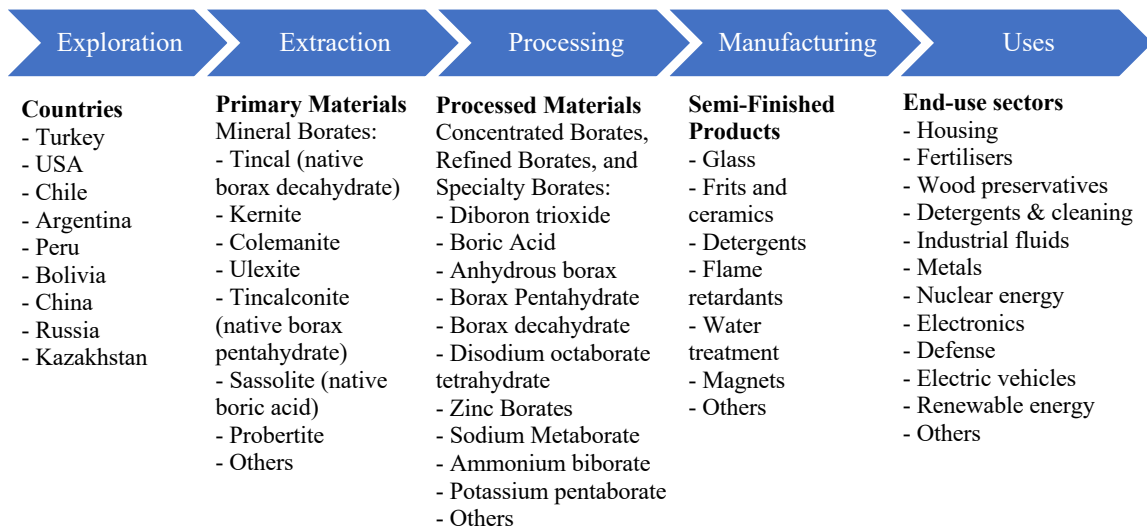 Exploration
Extraction
Processing
Manufacturing
Uses
Countries
- Turkey
- USA
- Chile
- Argentina
- Peru
- Bolivia
- China
- Russia
- Kazakhstan
Primary Materials
Mineral Borates:
- Tincal (native
borax decahydrate)
- Kernite
- Colemanite
- Ulexite
- Tincalconite
(native borax
pentahydrate)
- Sassolite (native
boric acid)
- Probertite
- Others
Processed Materials
Concentrated Borates,
Refined Borates, and
Specialty Borates:
- Diboron trioxide
- Boric Acid
- Anhydrous borax
- Borax Pentahydrate
- Borax decahydrate
- Disodium octaborate
tetrahydrate
- Zinc Borates
- Sodium Metaborate
- Ammonium biborate
- Potassium pentaborate
- Others
Semi-Finished
Products
- Glass
- Frits and
ceramics
- Detergents
- Flame
retardants
- Water
treatment
- Magnets
- Others
End-use sectors
- Housing
- Fertilisers
- Wood preservatives
- Detergents & cleaning
- Industrial fluids
- Metals
- Nuclear energy
- Electronics
- Defense
- Electric vehicles
- Renewable energy
- Others